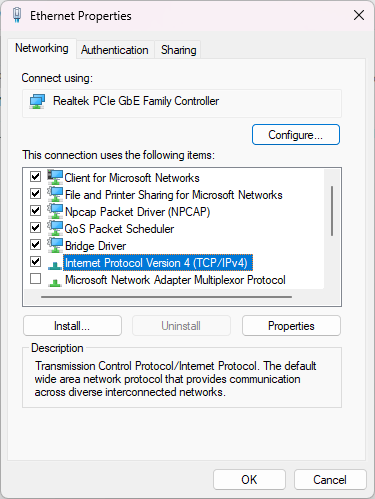 Ethernet Properties
Networking
Authentication
Sharing
Connect using:
Realtek PCIe GbE Family Controller
Configure...
This connection uses the following items:
Client for Microsoft Networks
File and Printer Sharing for Microsoft Networks
Npcap Packet Driver (NPCAP)
QoS Packet Scheduler
Bridge Driver
Internet Protocol Version 4 (TCP/IPv4)
Microsoft Network Adapter Multiplexor Protocol
Install...
Uninstall
Properties
Description
Transmission Control Protocol/Internet Protocol. The default
wide area network protocol that provides communication
across diverse interconnected networks.
OK
Cancel